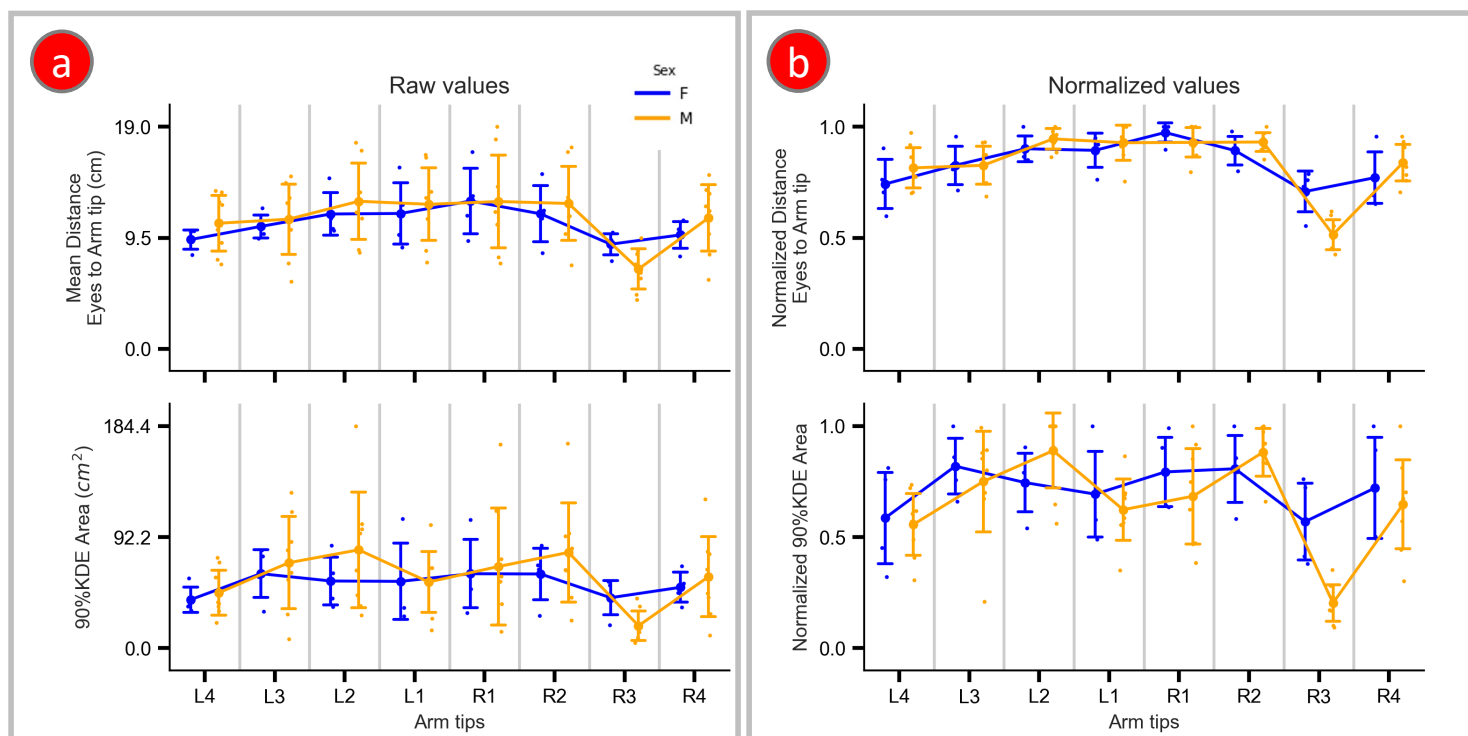 a
Raw values
Sex
F
M
Mean Distance
Eyes to Arm tip (cm)
19.0
9.5
0.0
90%KDE Area (cm²)
184.4
92.2
0.0
L4 L3 L2 L1 R1 R2 R3 R4
Arm tips
b
Normalized values
Normalized Distance
Eyes to Arm tip
1.0
0.5
0.0
Normalized 90%KDE Area
1.0
0.5
0.0
L4 L3 L2 L1 R1 R2 R3 R4
Arm tips